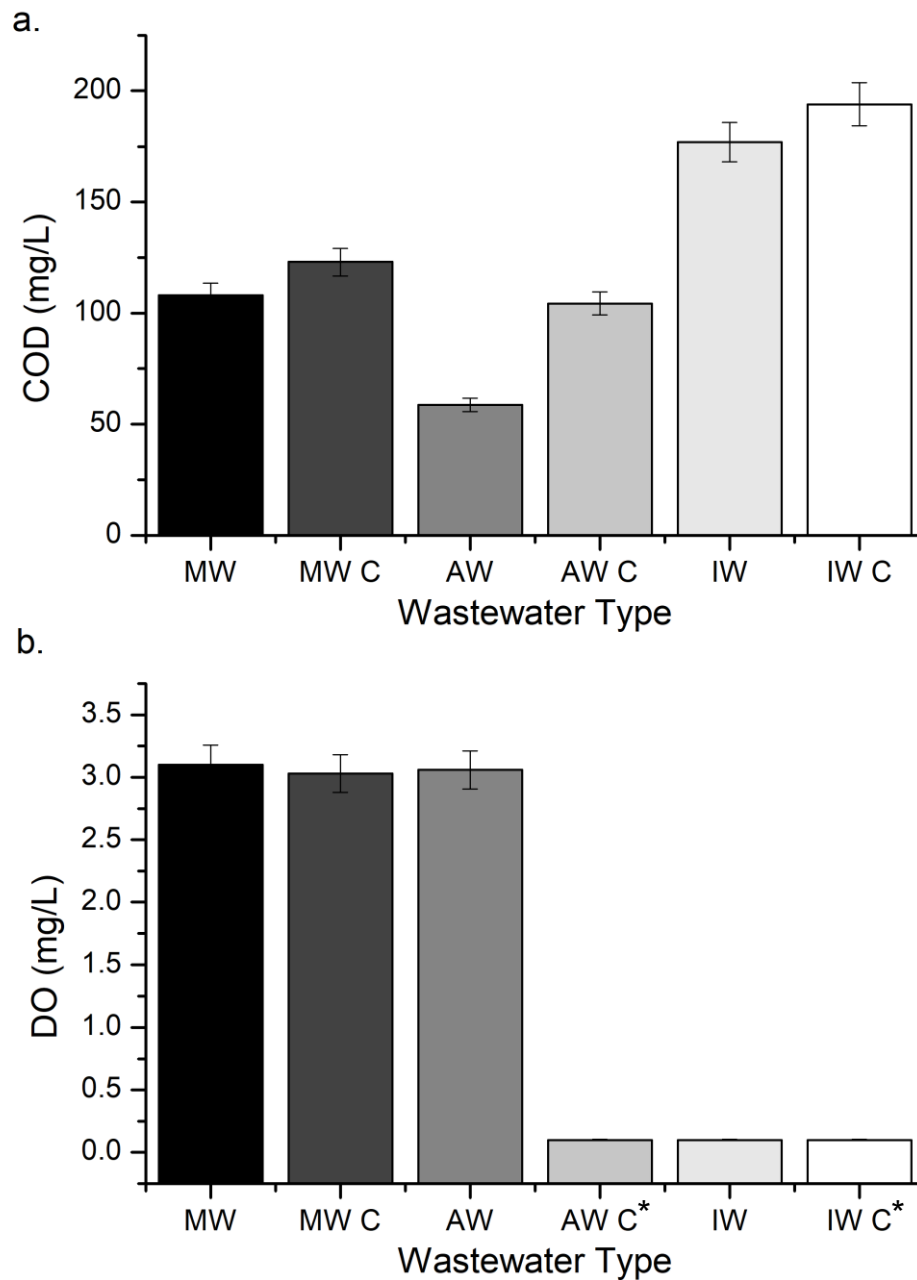 a.
200
150
100
50
0
COD (mg/L)
MW MW C AW AW C IW IW C
Wastewater Type
b.
3.5
3.0
2.5
2.0
1.5
1.0
0.5
0.0
DO (mg/L)
MW MW C AW AW C* IW IW C*
Wastewater Type